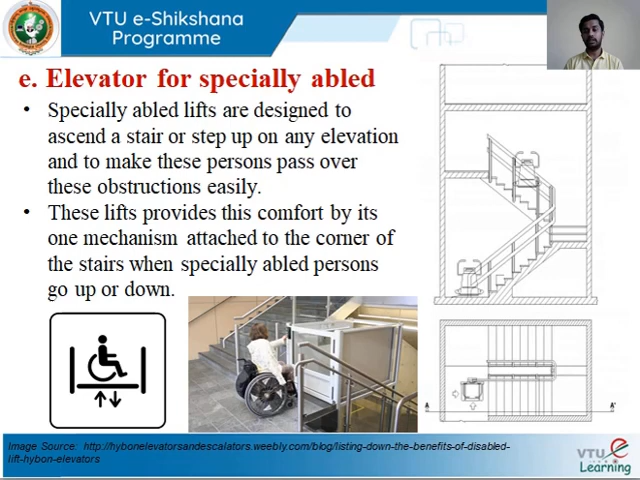 VTU e-Shikshana
Programme
e. Elevator for specially abled
• Specially abled lifts are designed to
ascend a stair or step up on any elevation
and to make these persons pass over
these obstructions easily.
• These lifts provides this comfort by its
one mechanism attached to the corner of
the stairs when specially abled persons
go up or down.
A A'
Image Source: http://hybonelevatorsandescalators.weebly.com/blog/listing-down-the-benefits-of-disabled-
lift-hybon-elevators
VTU e
Learning